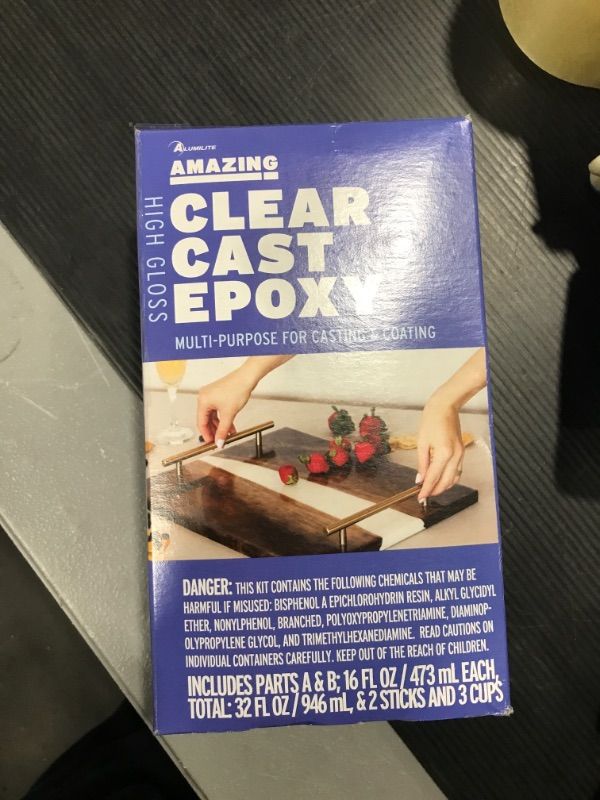 ALUMILITE
AMAZING
HIGH GLOSS
CLEAR
CAST
EPOXY
MULTI-PURPOSE FOR CASTING & COATING
DANGER: THIS KIT CONTAINS THE FOLLOWING CHEMICALS THAT MAY BE
HARMFUL IF MISUSED: BISPHENOL A EPICHLOROHYDRIN RESIN, ALKYL GLYCIDYL
ETHER, NONYLPHENOL, BRANCHED, POLYOXYPROPYLENETRIAMINE, DIAMINOP-
OLYPROPYLENE GLYCOL, AND TRIMETHYLHEXANEDIAMINE. READ CAUTIONS ON
INDIVIDUAL CONTAINERS CAREFULLY. KEEP OUT OF THE REACH OF CHILDREN.
INCLUDES PARTS A & B; 16 FL OZ / 473 mL EACH,
TOTAL: 32 FL OZ / 946 mL, & 2 STICKS AND 3 CUPS